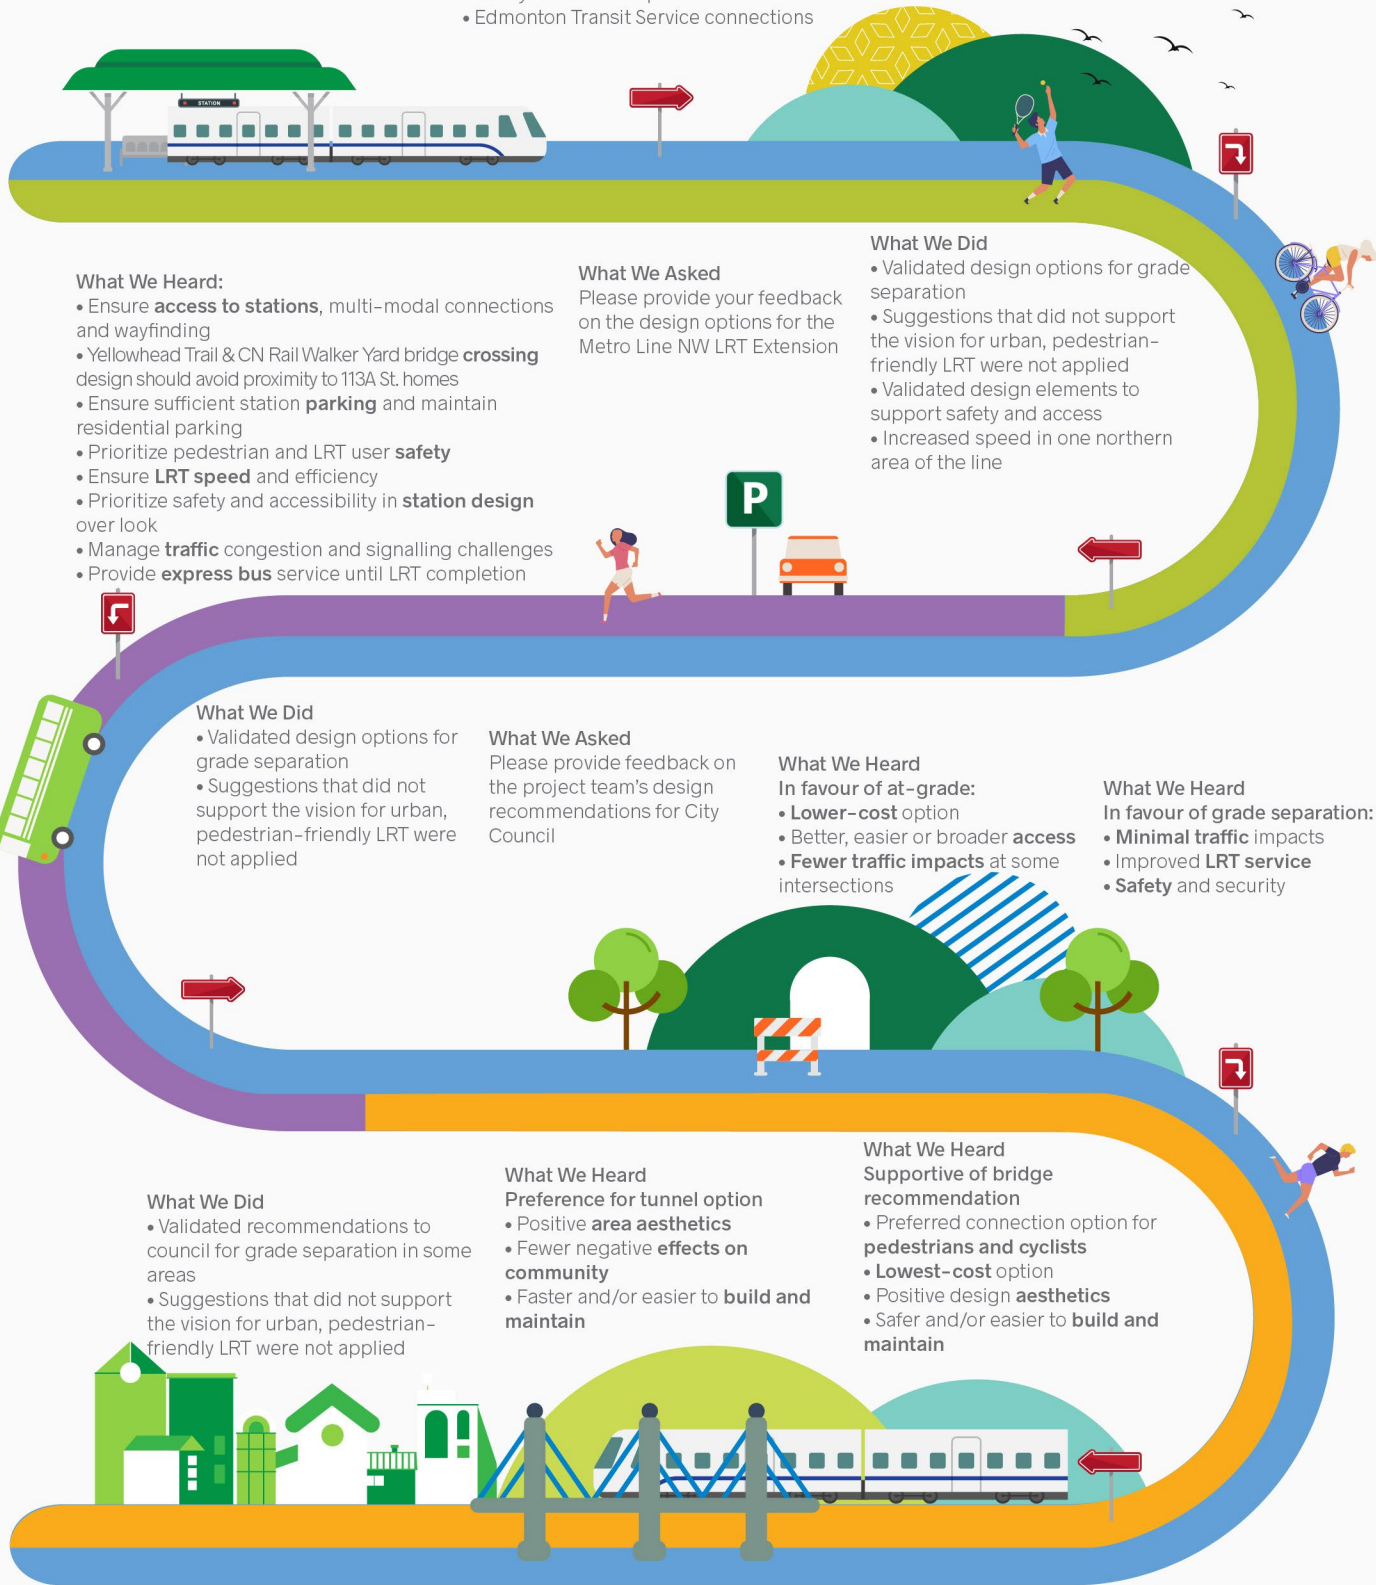 • Edmonton Transit Service connections
STATION
What We Heard:
• Ensure access to stations, multi-modal connections
and wayfinding
• Yellowhead Trail & CN Rail Walker Yard bridge crossing
design should avoid proximity to 113A St. homes
• Ensure sufficient station parking and maintain
residential parking
• Prioritize pedestrian and LRT user safety
• Ensure LRT speed and efficiency
• Prioritize safety and accessibility in station design
over look
• Manage traffic congestion and signalling challenges
• Provide express bus service until LRT completion
What We Asked
Please provide your feedback
on the design options for the
Metro Line NW LRT Extension
What We Did
• Validated design options for grade
separation
• Suggestions that did not support
the vision for urban, pedestrian-
friendly LRT were not applied
• Validated design elements to
support safety and access
• Increased speed in one northern
area of the line
P
What We Did
• Validated design options for
grade separation
• Suggestions that did not
support the vision for urban,
pedestrian-friendly LRT were
not applied
What We Asked
Please provide feedback on
the project team's design
recommendations for City
Council
What We Heard
In favour of at-grade:
• Lower-cost option
• Better, easier or broader access
• Fewer traffic impacts at some
intersections
What We Heard
In favour of grade separation:
• Minimal traffic impacts
• Improved LRT service
• Safety and security
What We Did
• Validated recommendations to
council for grade separation in some
areas
• Suggestions that did not support
the vision for urban, pedestrian-
friendly LRT were not applied
What We Heard
Preference for tunnel option
• Positive area aesthetics
• Fewer negative effects on
community
• Faster and/or easier to build and
maintain
What We Heard
Supportive of bridge
recommendation
• Preferred connection option for
pedestrians and cyclists
• Lowest-cost option
• Positive design aesthetics
• Safer and/or easier to build and
maintain